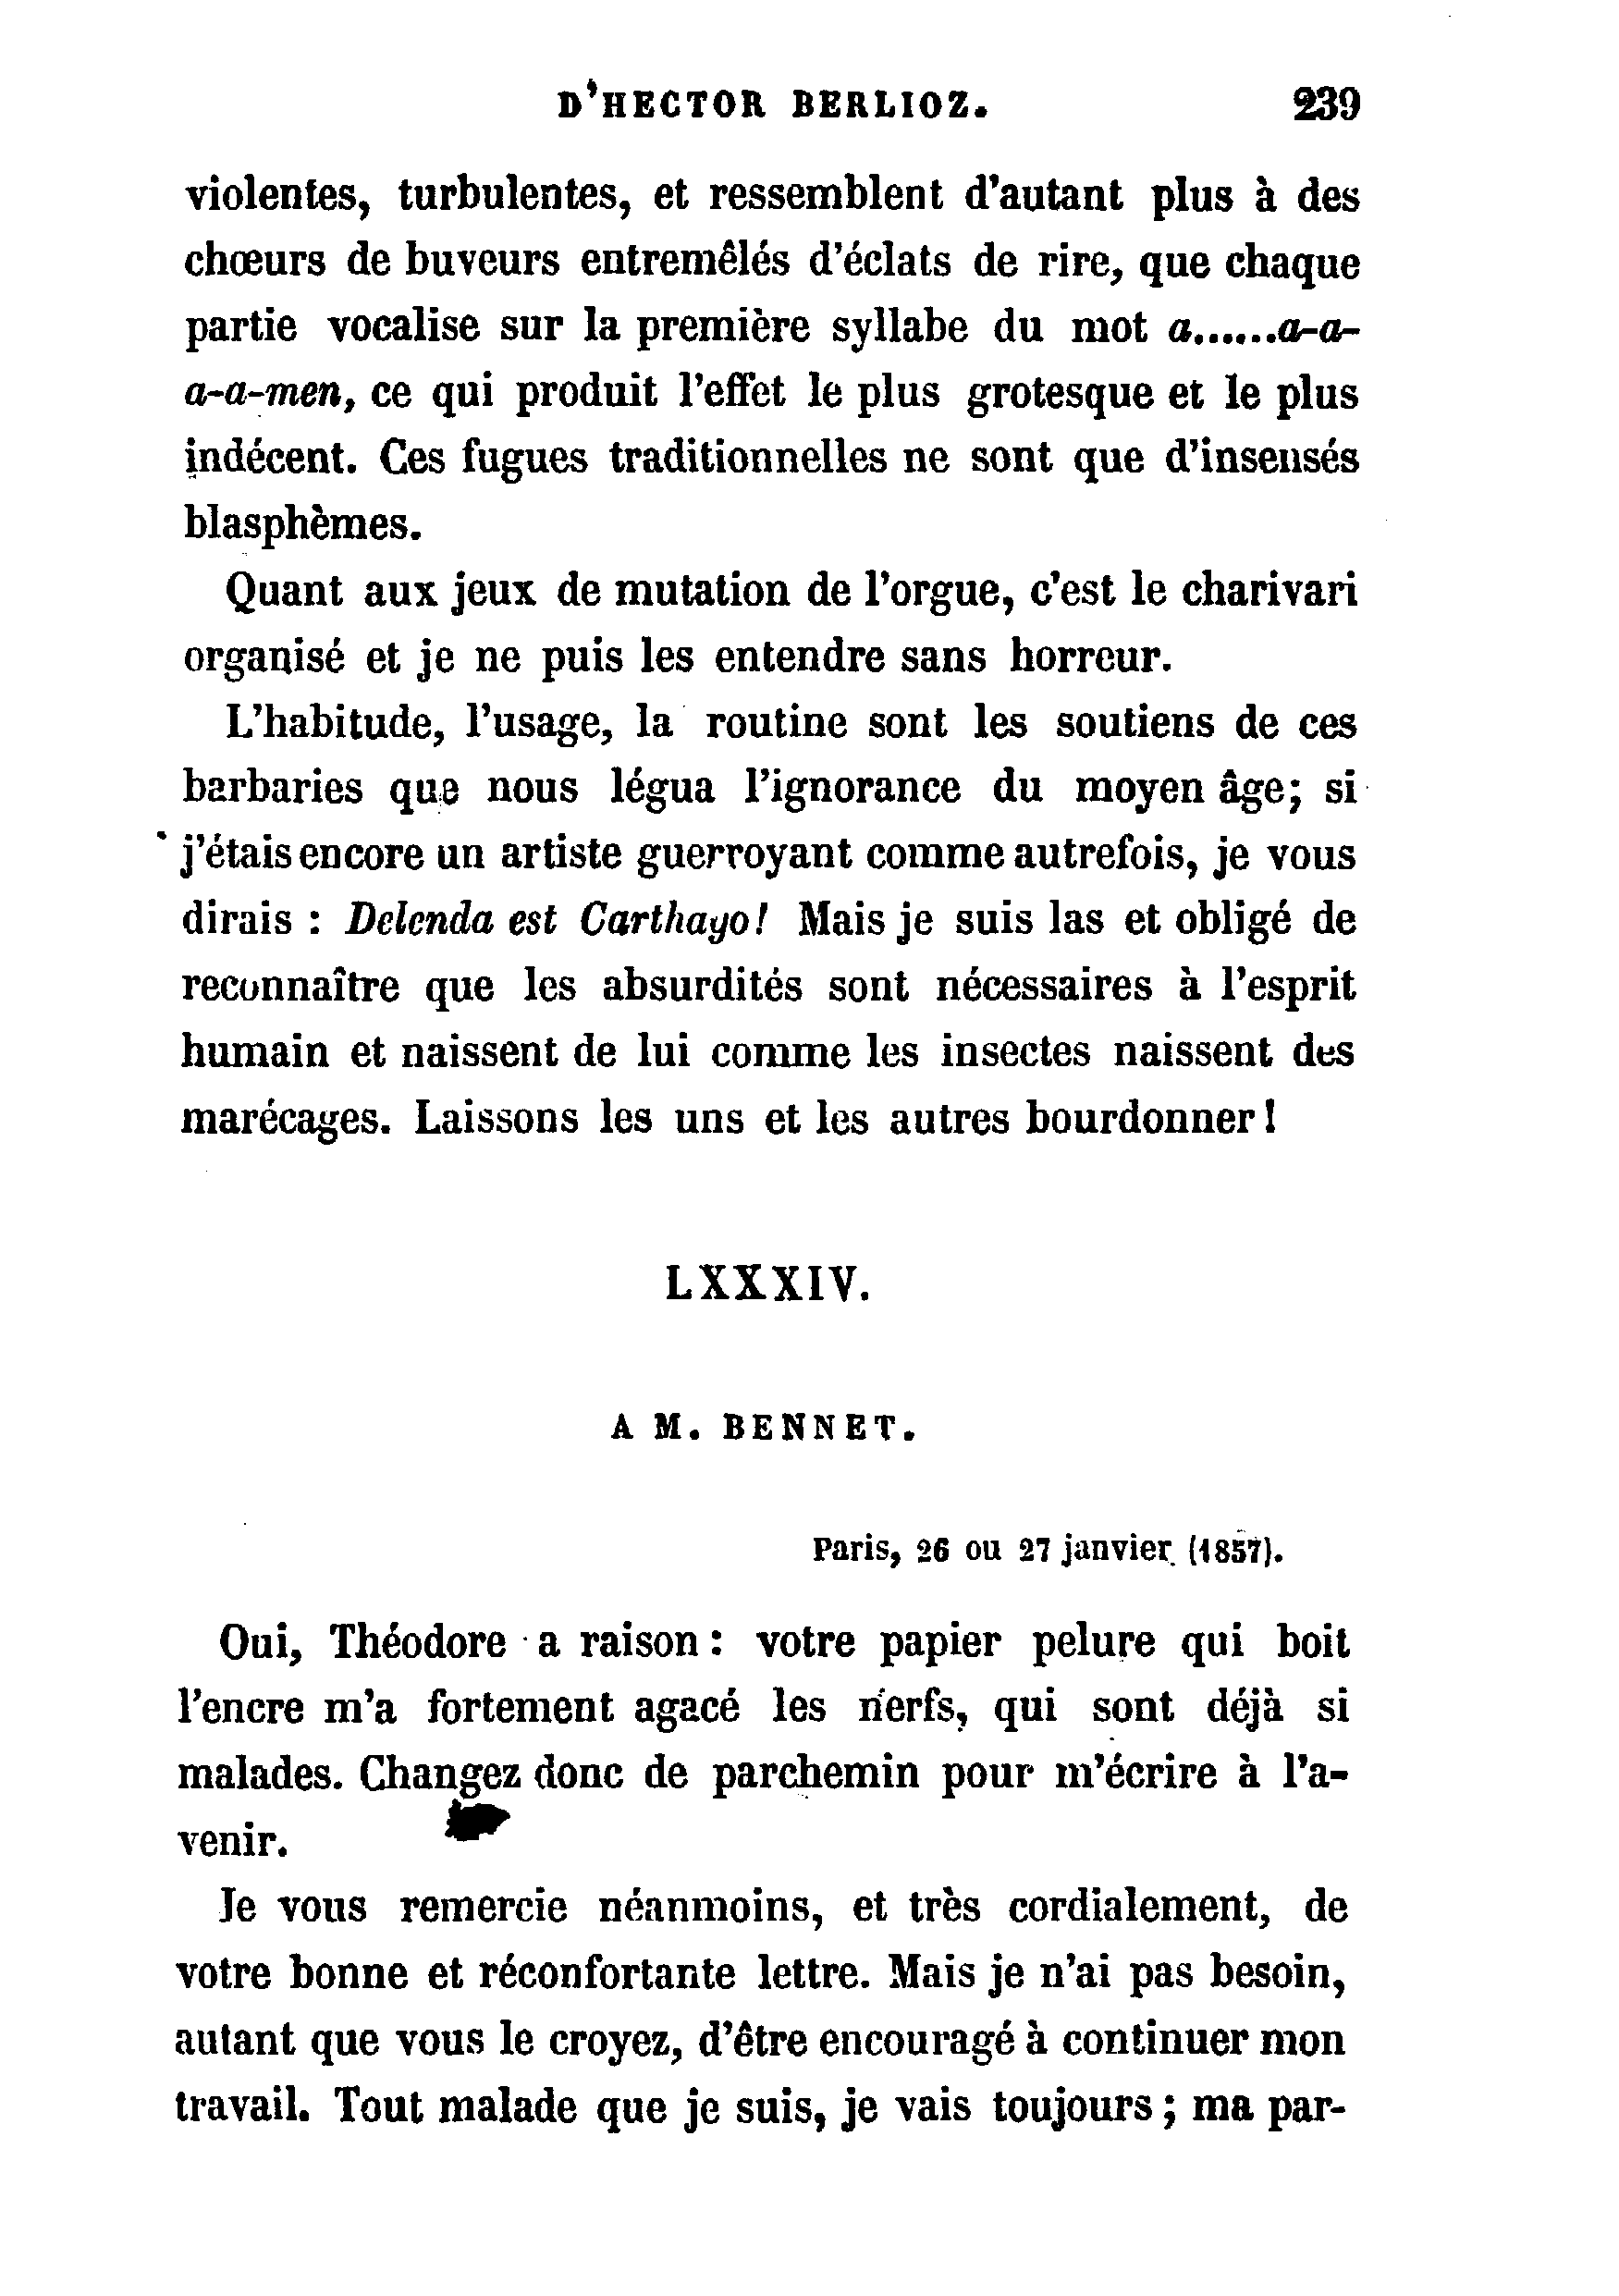 D'HECTOR BERLIOZ. 239
violentes, turbulentes, et ressemblent d'autant plus à des
chœurs de buveurs entremêlés d'éclats de rire, que chaque
partie vocalise sur la première syllabe du mot a......a-a-
a-a-men, ce qui produit l'effet le plus grotesque et le plus
indécent. Ces fugues traditionnelles ne sont que d'insensés
blasphèmes.
Quant aux jeux de mutation de l'orgue, c'est le charivari
organisé et je ne puis les entendre sans horreur.
L'habitude, l'usage, la routine sont les soutiens de ces
barbaries que nous légua l'ignorance du moyen âge; si
j'étais encore un artiste guerroyant comme autrefois, je vous
dirais : Delenda est Carthago! Mais je suis las et obligé de
reconnaître que les absurdités sont nécessaires à l'esprit
humain et naissent de lui comme les insectes naissent des
marécages. Laissons les uns et les autres bourdonner!
LXXXIV.
A M. BENNET.
Paris, 26 ou 27 janvier (1857).
Oui, Théodore a raison : votre papier pelure qui boit
l'encre m'a fortement agacé les nerfs, qui sont déjà si
malades. Changez donc de parchemin pour m'écrire à l'a-
venir.
Je vous remercie néanmoins, et très cordialement, de
votre bonne et réconfortante lettre. Mais je n'ai pas besoin,
autant que vous le croyez, d'être encouragé à continuer mon
travail. Tout malade que je suis, je vais toujours ; ma par-